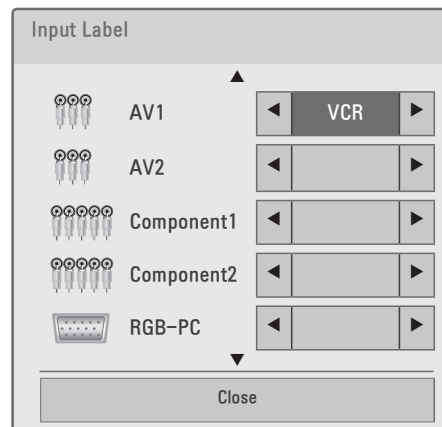 Input Label
AV1 VCR
AV2
Component1
Component2
RGB-PC
Close